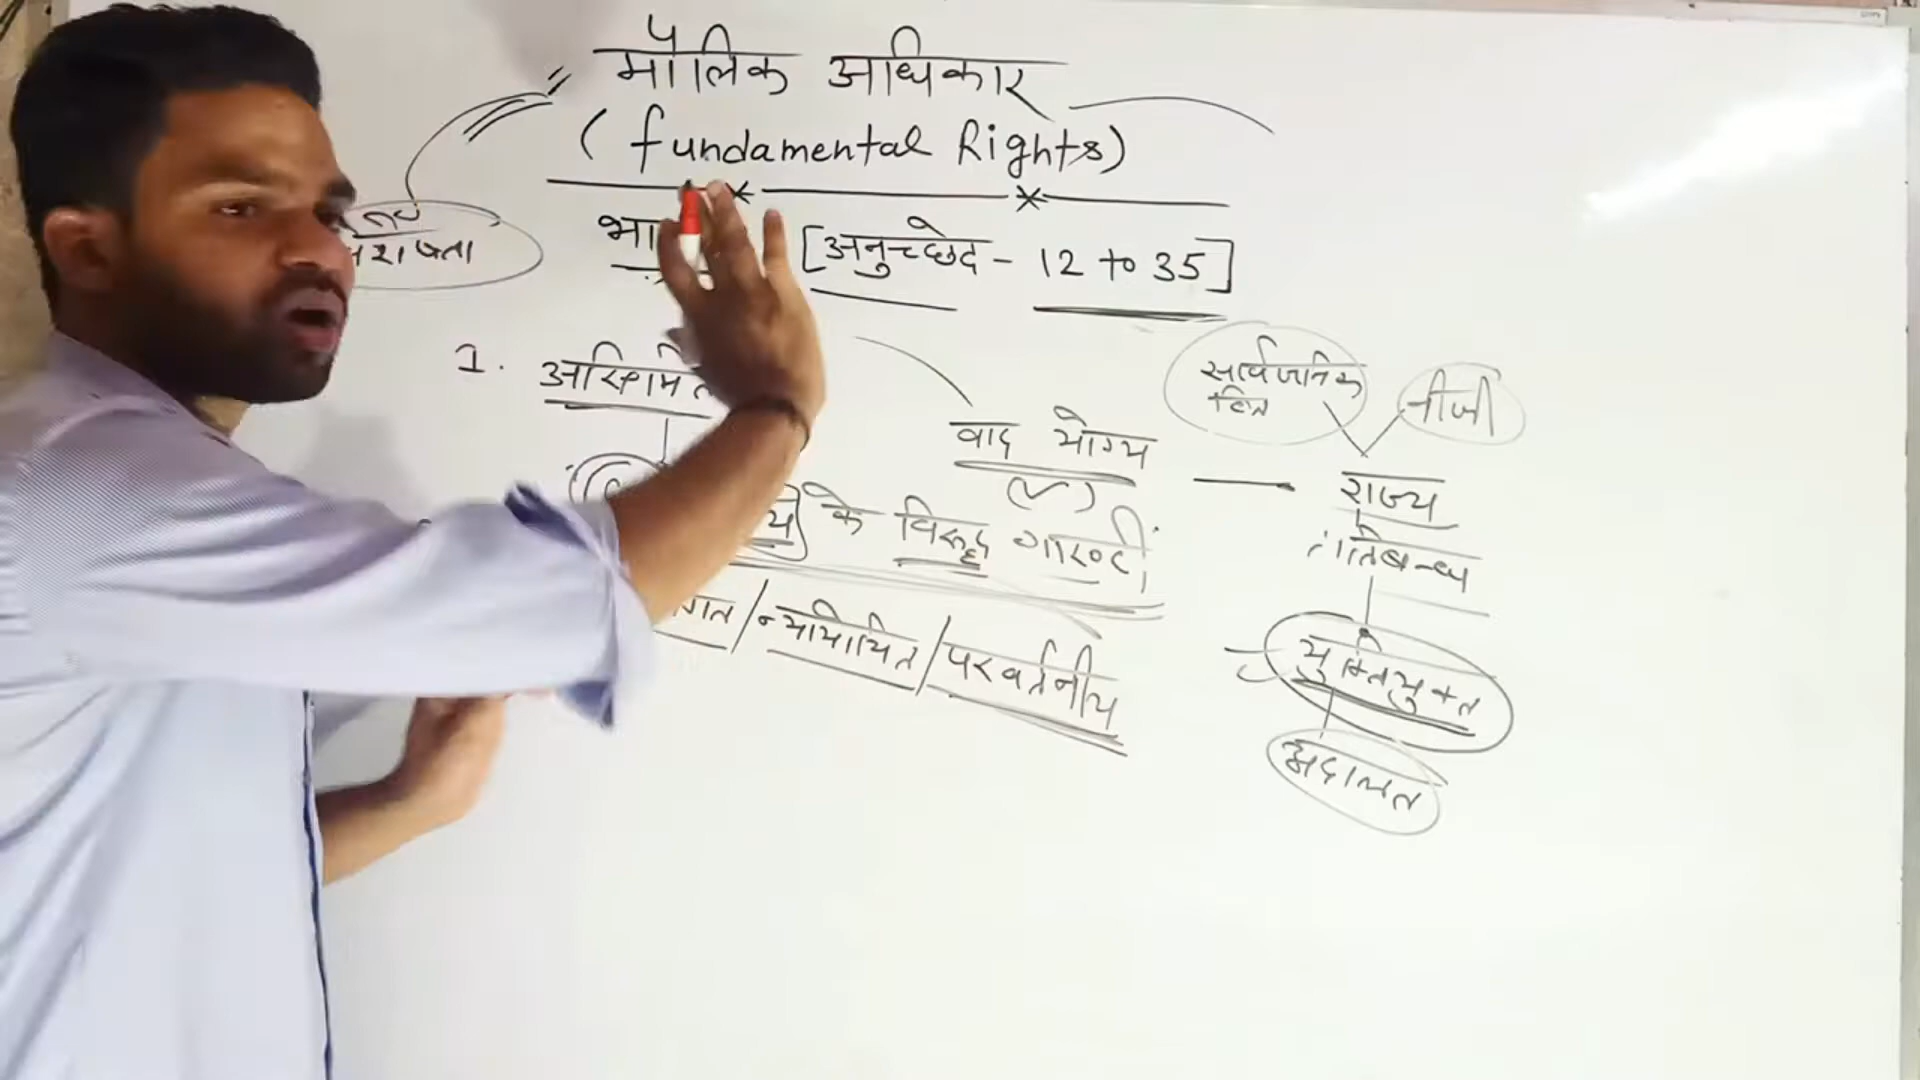 मौलिक अधिकार
(fundamental Rights)
[अनुच्छेद - 12 to 35]
1.
सार्वजनिक
हित
नीजी
वाद योग्य
(✓)
राज्य
के विरूद्ध गारण्टी
/ न्यायोचित / परवर्तनीय
युक्तियुक्त
अदालत